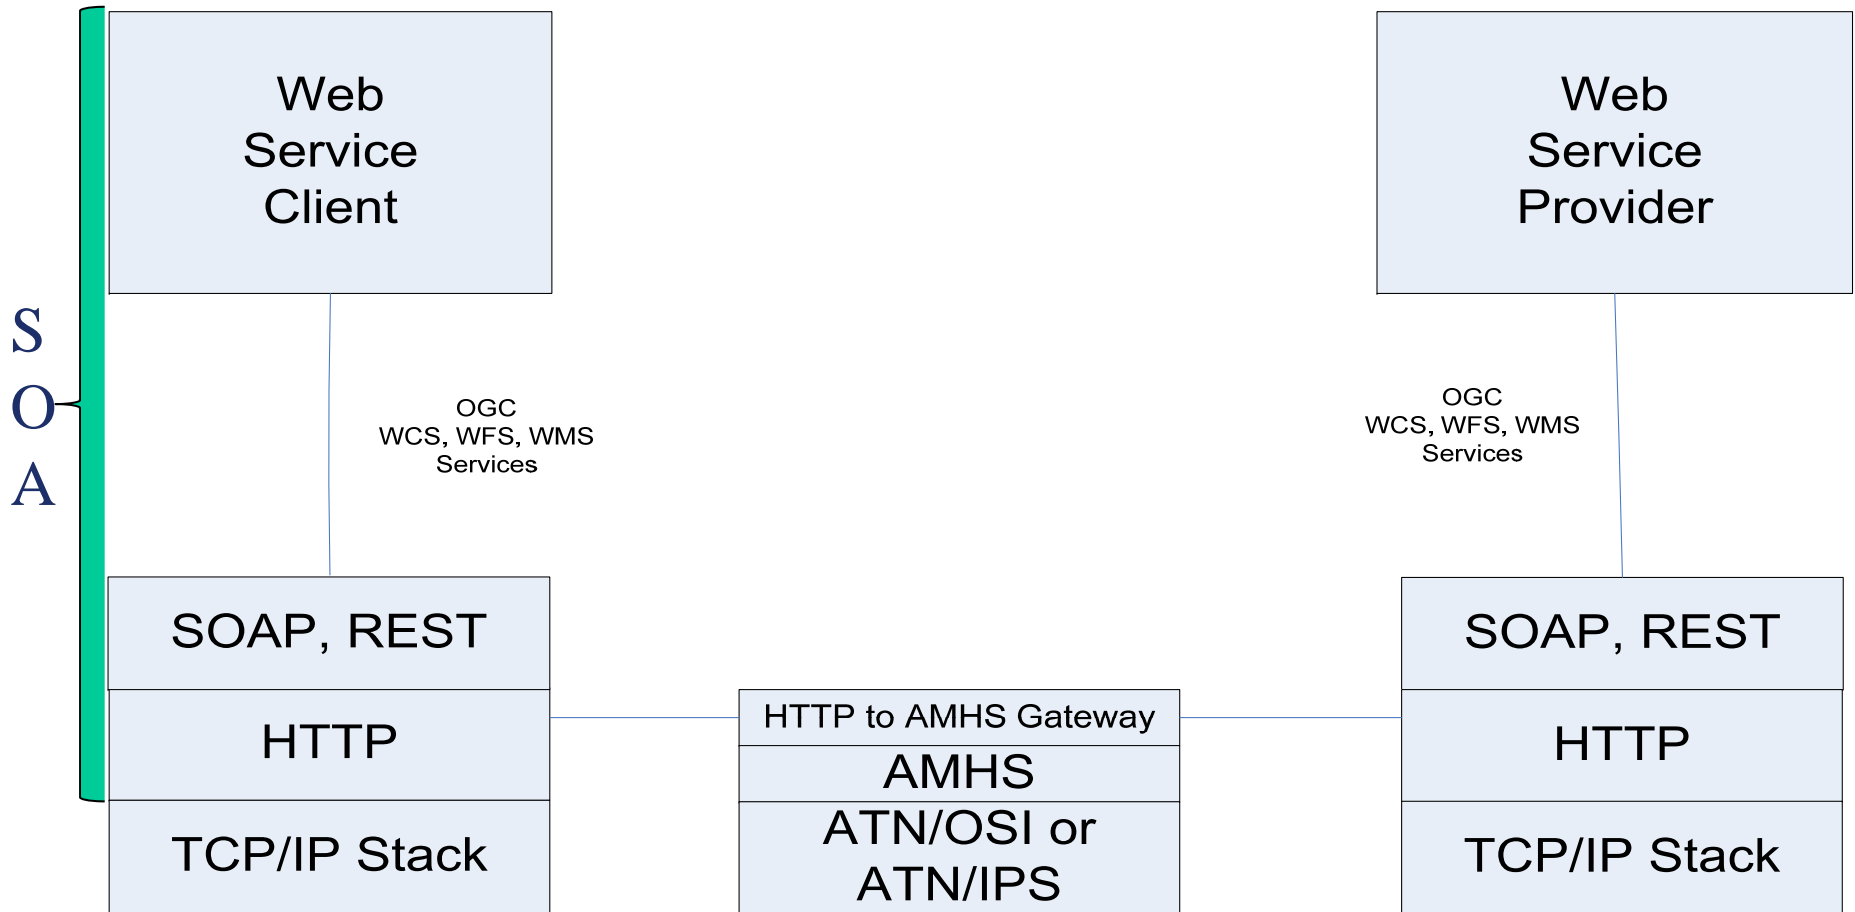 Web
Service
Client
Web
Service
Provider
S
O
A
OGC
WCS, WFS, WMS
Services
OGC
WCS, WFS, WMS
Services
SOAP, REST
HTTP
TCP/IP Stack
HTTP to AMHS Gateway
AMHS
ATN/OSI or
ATN/IPS
SOAP, REST
HTTP
TCP/IP Stack